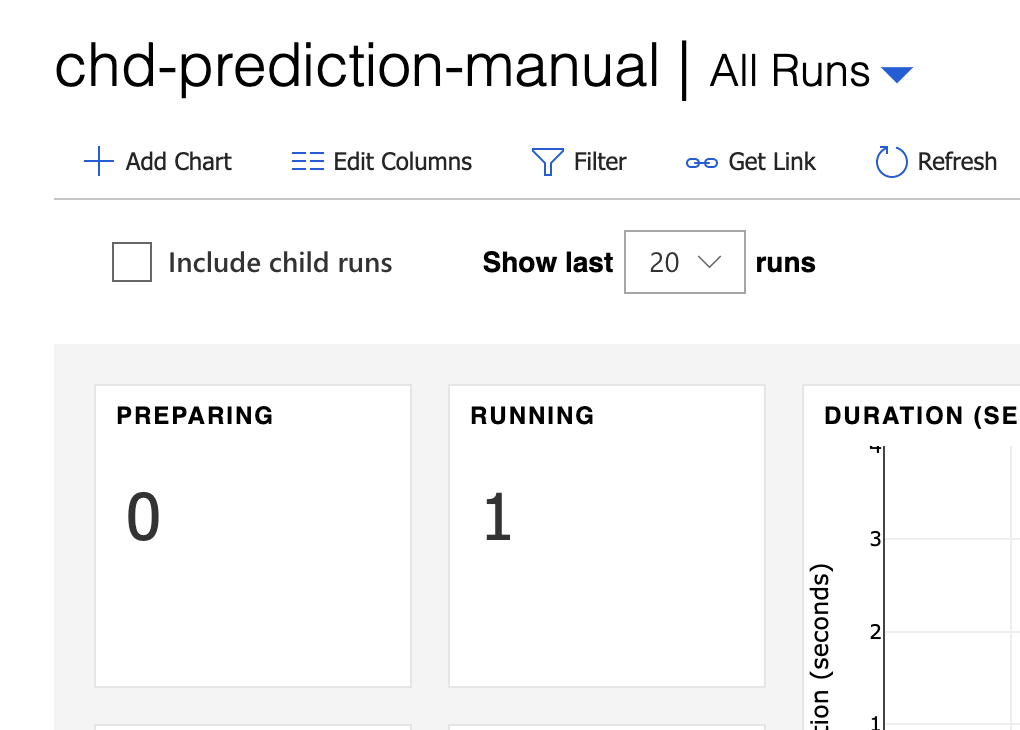 chd-prediction-manual | All Runs
Add Chart Edit Columns Filter Get Link Refresh
Include child runs Show last 20 runs
PREPARING RUNNING DURATION (SE
0 1
4
3
2
1
tion (seconds)